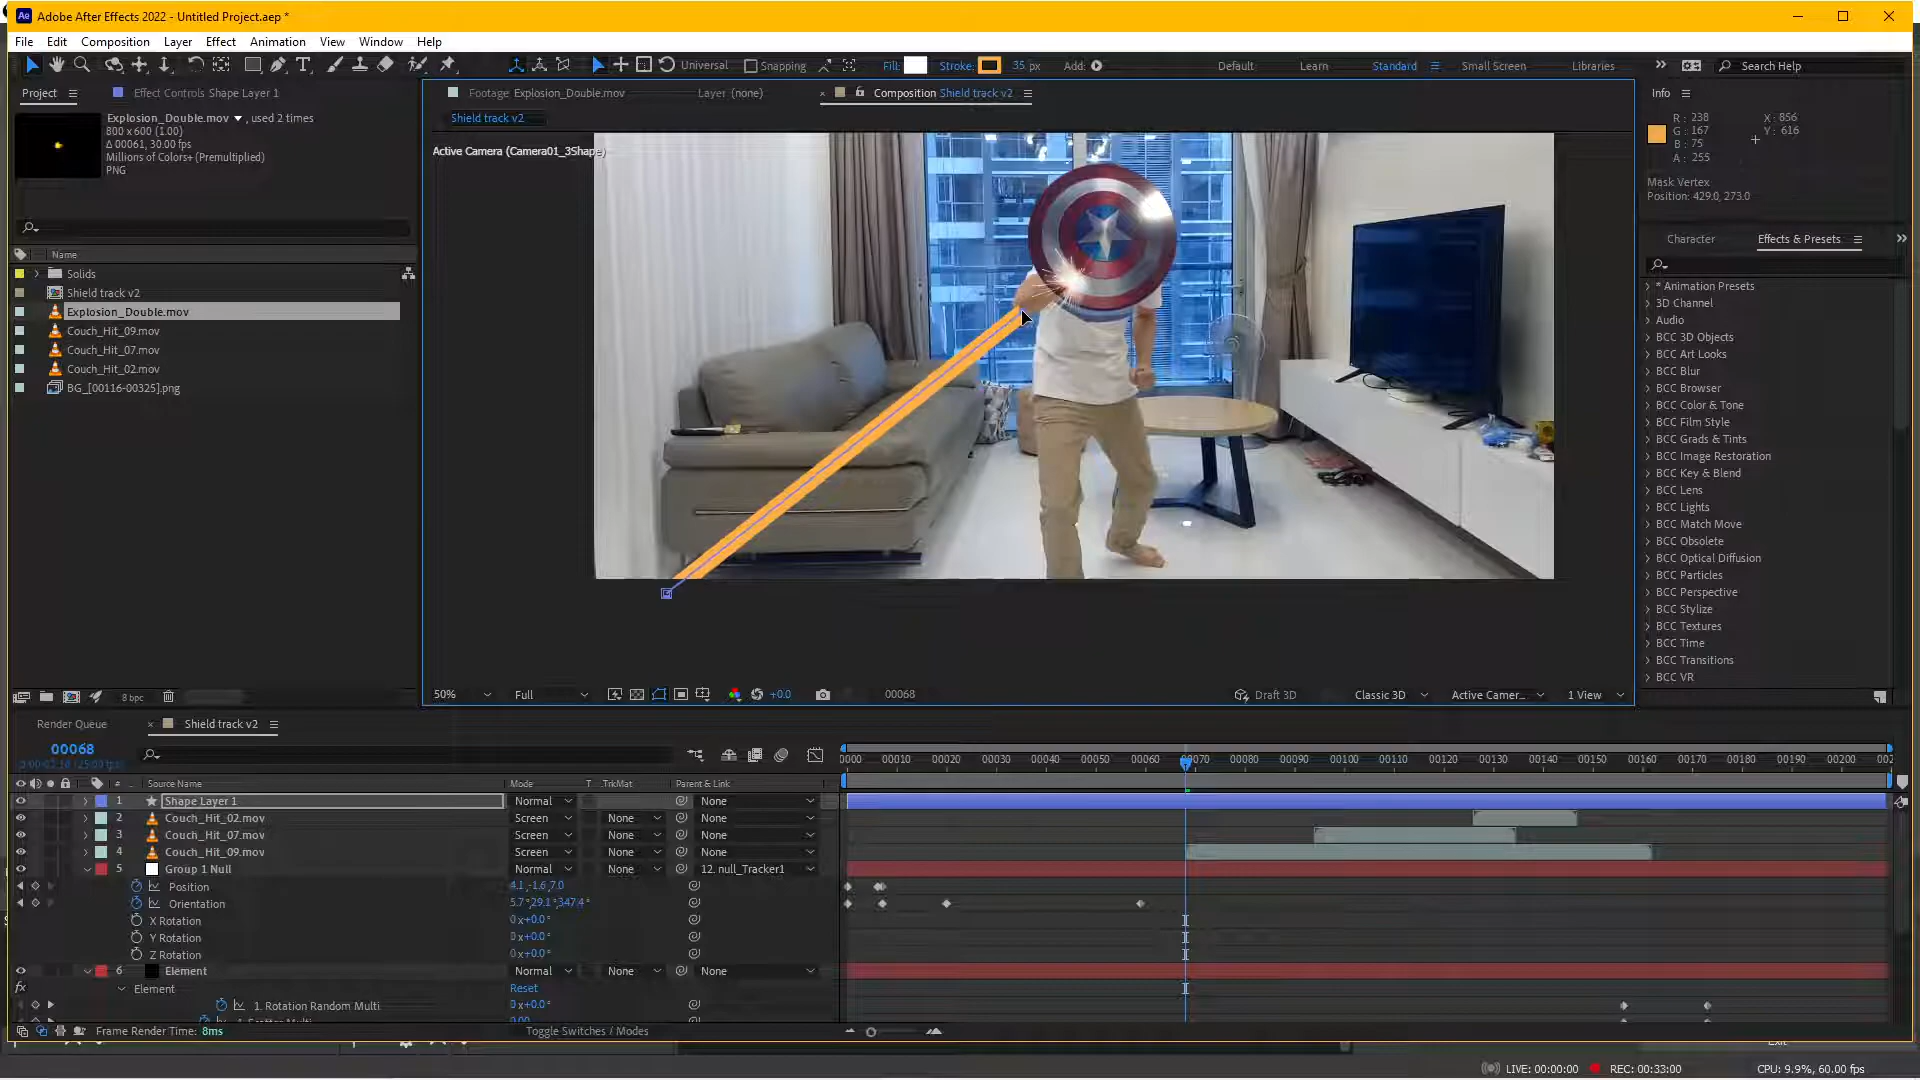 Adobe After Effects 2022 - Untitled Project.aep *
File Edit Composition Layer Effect Animation View Window Help
Universal Snapping Fill: Stroke: 35 px Add: Default Learn Standard Small Screen Libraries Search Help
Project Effect Controls Shape Layer 1
Footage Explosion_Double.mov Layer (none) Composition Shield track v2
Info
Explosion_Double.mov , used 2 times
800 x 600 (1.00)
Δ 00061, 30.00 fps
Millions of Colors+ (Premultiplied)
PNG
Shield track v2
Active Camera (Camera01_3Shape)
R: 238
G: 167
B: 75
A: 255
X: 856
Y: 616
Mask Vertex
Position: 429.0, 273.0
Character Effects & Presets
Name
Solids
Shield track v2
Explosion_Double.mov
Couch_Hit_09.mov
Couch_Hit_07.mov
Couch_Hit_02.mov
BG_[00116-00325].png
* Animation Presets
3D Channel
Audio
BCC 3D Objects
BCC Art Looks
BCC Blur
BCC Browser
BCC Color & Tone
BCC Film Style
BCC Grads & Tints
BCC Image Restoration
BCC Key & Blend
BCC Lens
BCC Lights
BCC Match Move
BCC Obsolete
BCC Optical Diffusion
BCC Particles
BCC Perspective
BCC Stylize
BCC Textures
BCC Time
BCC Transitions
BCC VR
8 bpc
50% Full +0.0 00068 Draft 3D Classic 3D Active Camer... 1 View
Render Queue Shield track v2
00068
0000 00010 00020 00030 00040 00050 00060 00070 00080 00090 00100 00110 00120 00130 00140 00150 00160 00170 00180 00190 00200
# Source Name Mode T .TrkMat Parent & Link
1 Shape Layer 1 Normal None
2 Couch_Hit_02.mov Screen None None
3 Couch_Hit_07.mov Screen None None
4 Couch_Hit_09.mov Screen None None
5 Group 1 Null Normal None 12. null_Tracker1
Position 4.1,-1.6,7.0
Orientation 5.7°,29.1°,347.4°
X Rotation 0x+0.0°
Y Rotation 0x+0.0°
Z Rotation 0x+0.0°
6 Element Normal None None
fx Element Reset
1. Rotation Random Multi 0x+0.0°
Frame Render Time: 8ms Toggle Switches / Modes
LIVE: 00:00:00 REC: 00:33:00 CPU: 9.9%, 60.00 fps